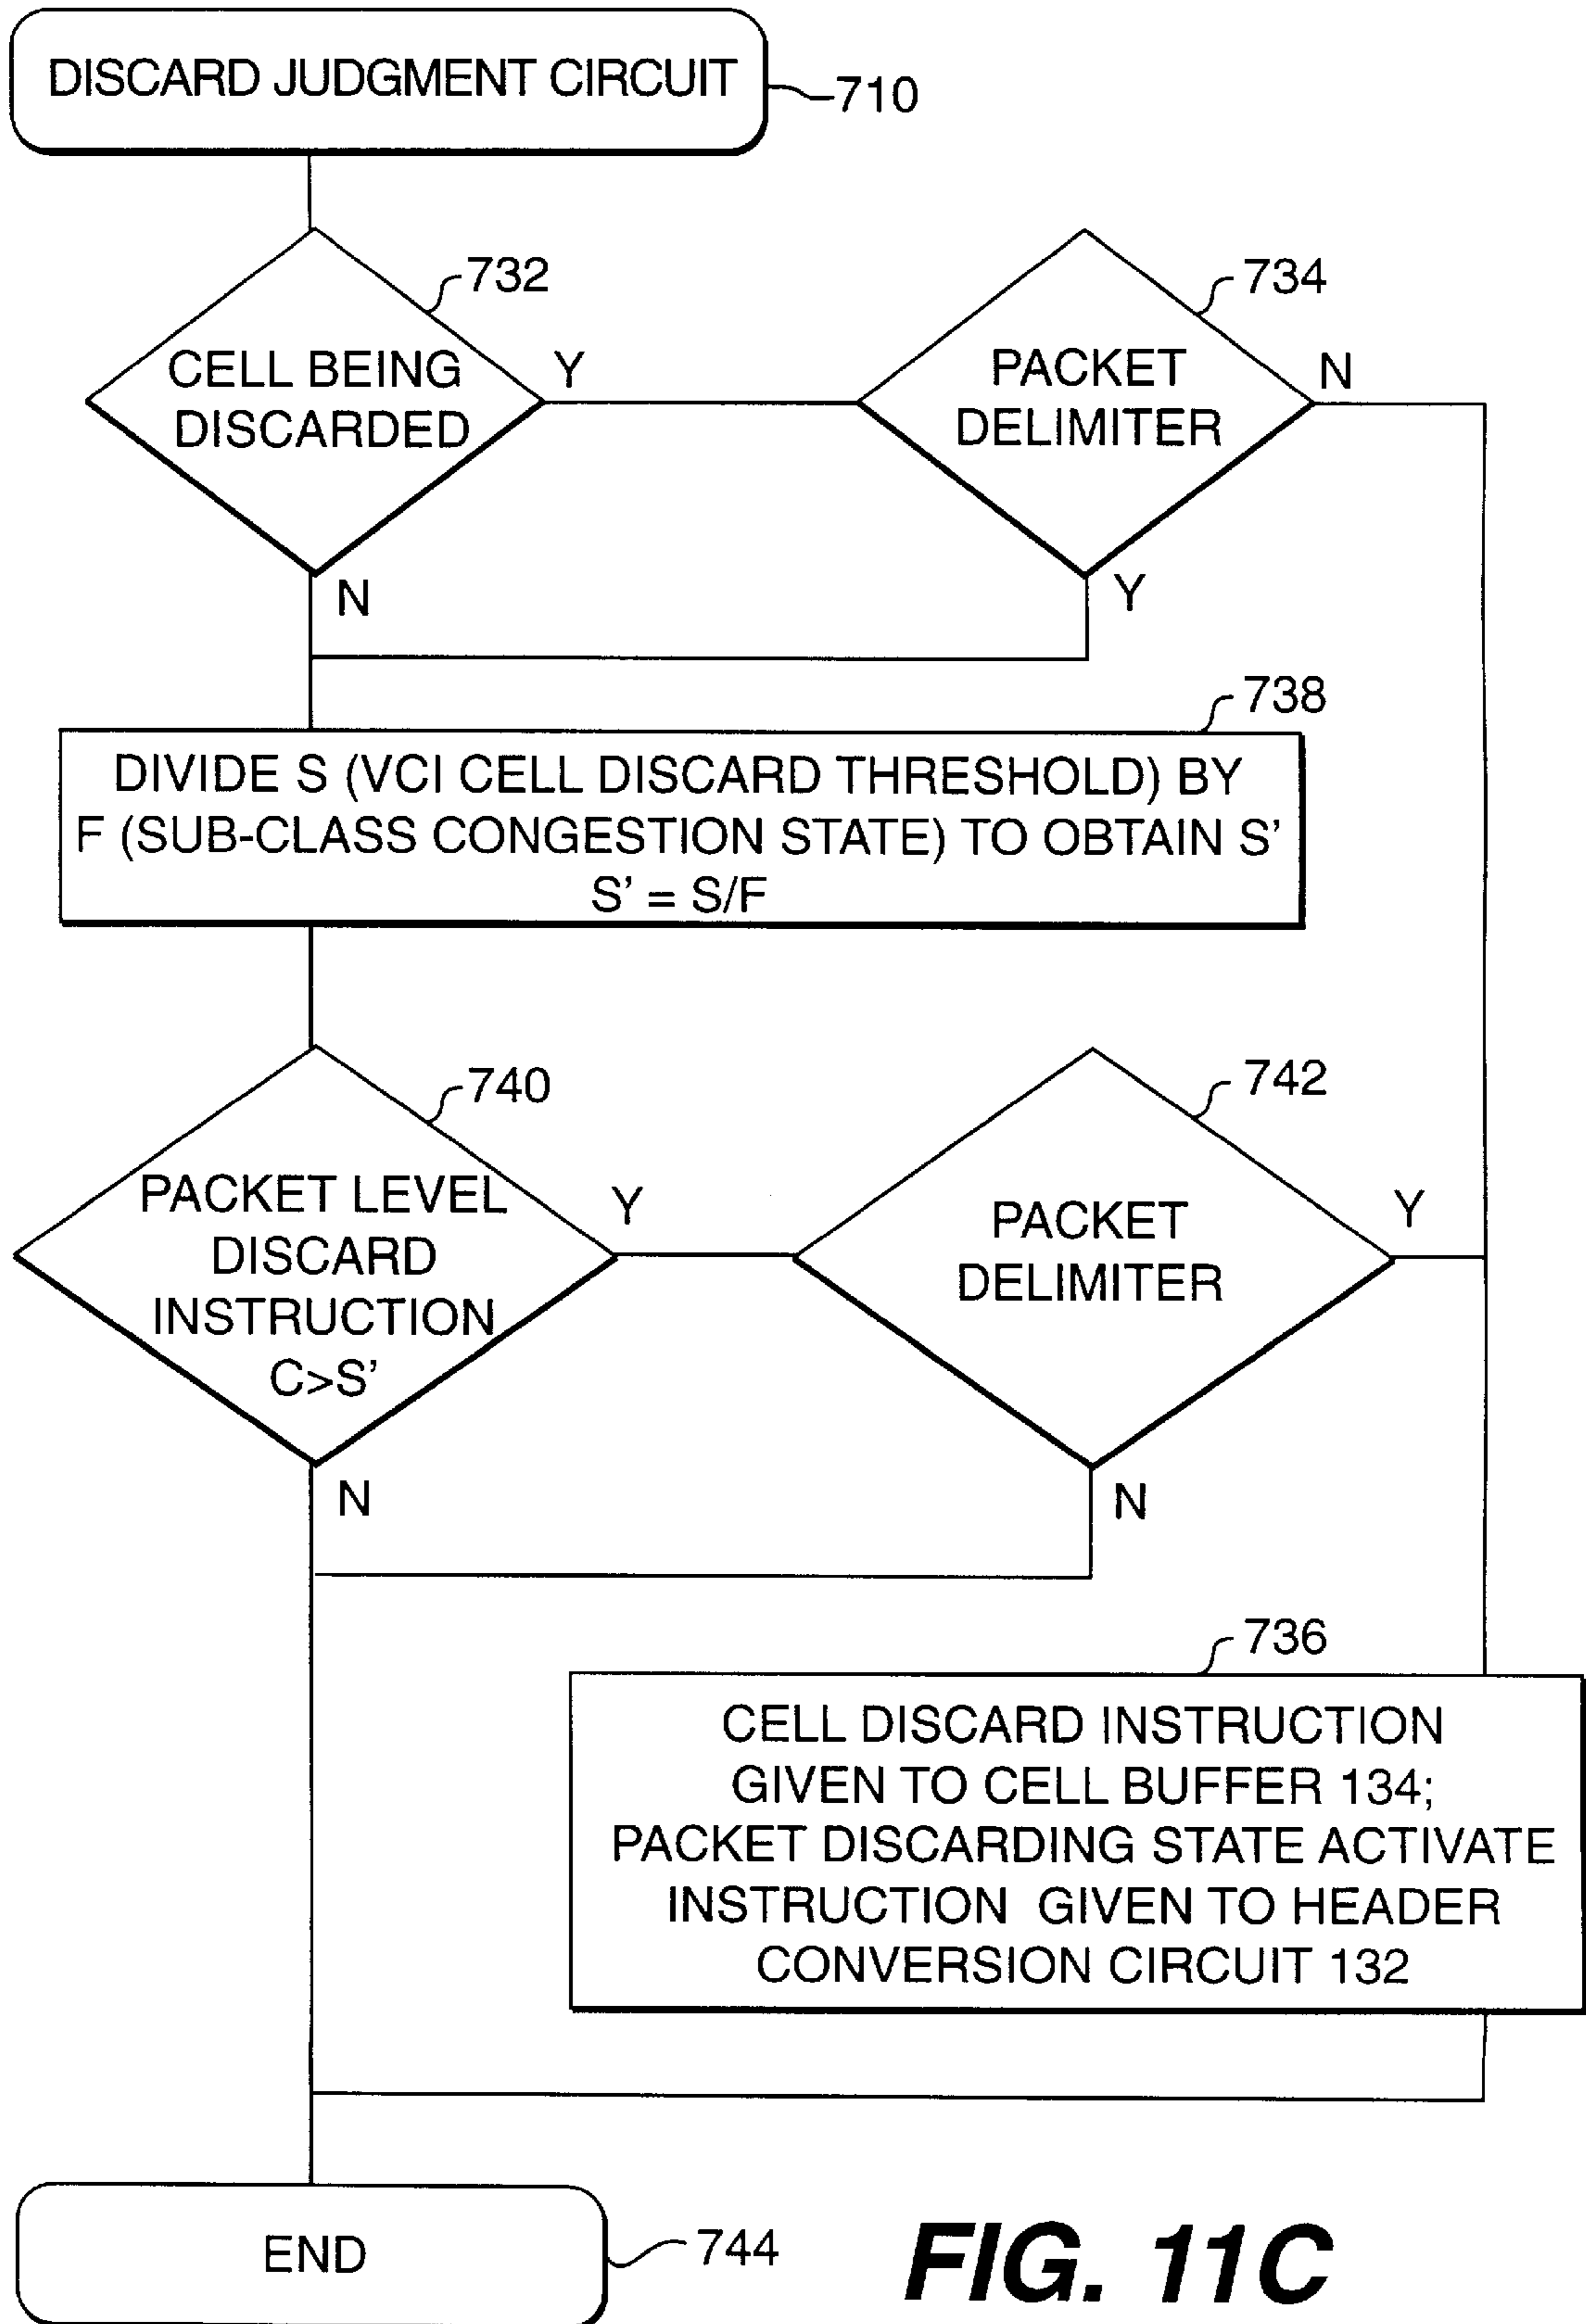 DISCARD JUDGMENT CIRCUIT
710
732
CELL BEING
DISCARDED
Y
N
734
PACKET
DELIMITER
N
Y
738
DIVIDE S (VCI CELL DISCARD THRESHOLD) BY
F (SUB-CLASS CONGESTION STATE) TO OBTAIN S'
S' = S/F
740
PACKET LEVEL
DISCARD
INSTRUCTION
C>S'
Y
N
742
PACKET
DELIMITER
Y
N
736
CELL DISCARD INSTRUCTION
GIVEN TO CELL BUFFER 134;
PACKET DISCARDING STATE ACTIVATE
INSTRUCTION GIVEN TO HEADER
CONVERSION CIRCUIT 132
END
744
FIG. 11C